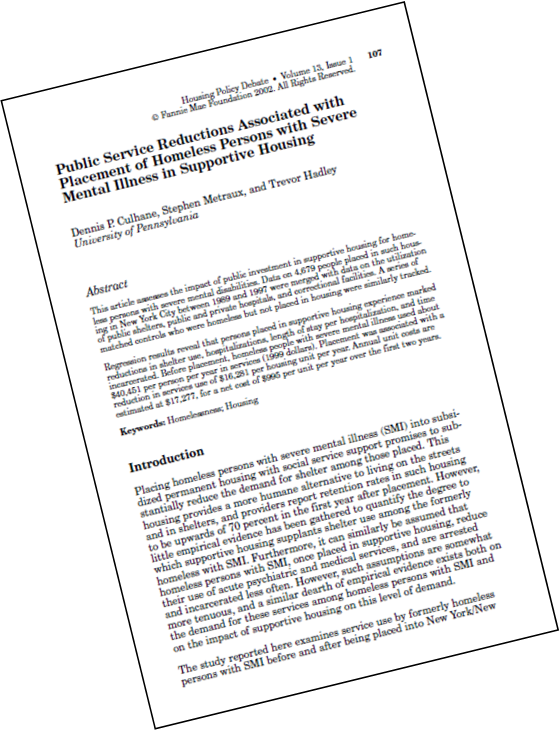 107
Housing Policy Debate • Volume 13, Issue 1
© Fannie Mae Foundation 2002. All Rights Reserved.
Public Service Reductions Associated with
Placement of Homeless Persons with Severe
Mental Illness in Supportive Housing
Dennis P. Culhane, Stephen Metraux, and Trevor Hadley
University of Pennsylvania
Abstract
This article assesses the impact of public investment in supportive housing for home-
less persons with severe mental disabilities. Data on 4,679 people placed in such hous-
ing in New York City between 1989 and 1997 were merged with data on the utilization
of public shelters, public and private hospitals, and correctional facilities. A series of
matched controls who were homeless but not placed in housing were similarly tracked.
Regression results reveal that persons placed in supportive housing experience marked
reductions in shelter use, hospitalizations, length of stay per hospitalization, and time
incarcerated. Before placement, homeless people with severe mental illness used about
$40,451 per person per year in services (1999 dollars). Placement was associated with a
reduction in services use of $16,281 per housing unit per year. Annual unit costs are
estimated at $17,277, for a net cost of $995 per unit per year over the first two years.
Keywords: Homelessness; Housing
Introduction
Placing homeless persons with severe mental illness (SMI) into subsi-
dized permanent housing with social service support promises to sub-
stantially reduce the demand for shelter among those placed. This
housing provides a more humane alternative to living on the streets
and in shelters, and providers report retention rates in such housing
to be upwards of 70 percent in the first year after placement. However,
little empirical evidence has been gathered to quantify the degree to
which supportive housing supplants shelter use among the formerly
homeless with SMI. Furthermore, it can similarly be assumed that
homeless persons with SMI, once placed in supportive housing, reduce
their use of acute psychiatric and medical services, and are arrested
and incarcerated less often. However, such assumptions are somewhat
more tenuous, and a similar dearth of empirical evidence exists both on
the demand for these services among homeless persons with SMI and
on the impact of supportive housing on this level of demand.
The study reported here examines service use by formerly homeless
persons with SMI before and after being placed into New York/New